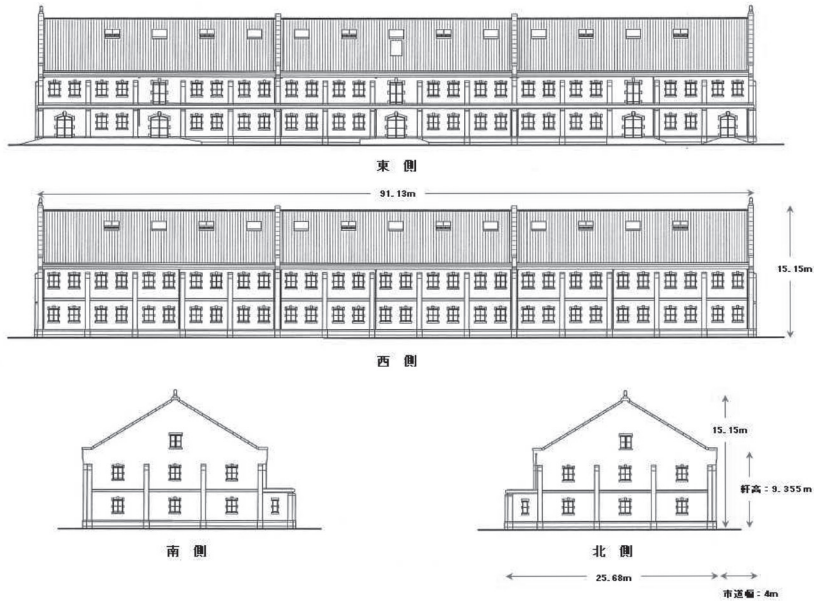 東 側
91.13m
15.15m
西 側
15.15m
軒高：9.355m
南 側
北 側
25.68m
市道幅：4m